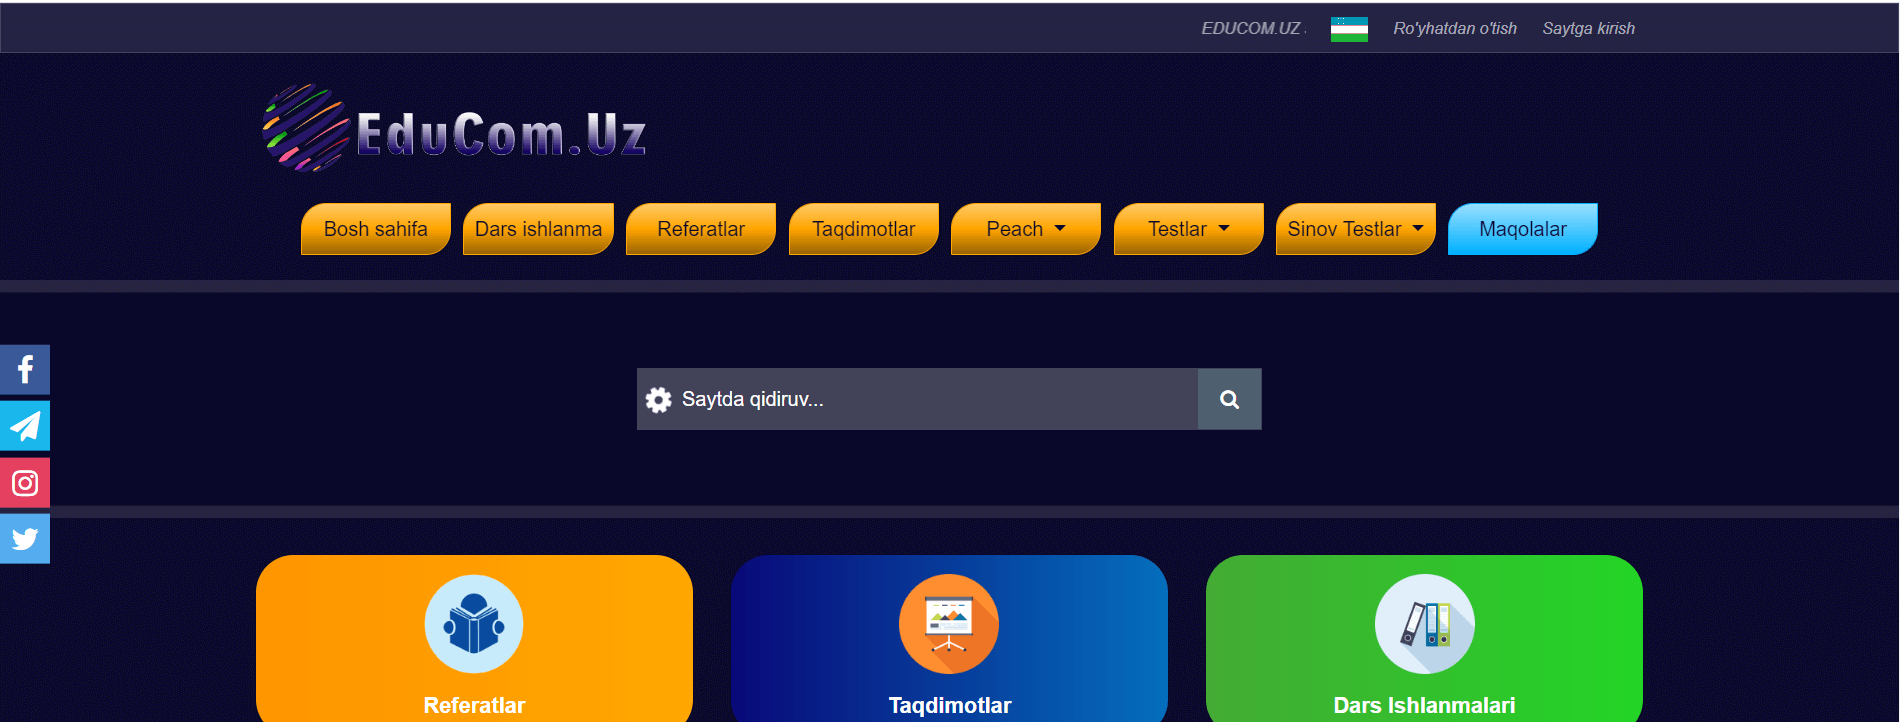 EDUCOM.UZ Ro'yhatdan o'tish Saytga kirish
EduCom.Uz
Bosh sahifa Dars ishlanma Referatlar Taqdimotlar Peach Testlar Sinov Testlar Maqolalar
Saytda qidiruv...
Referatlar Taqdimotlar Dars Ishlanmalari